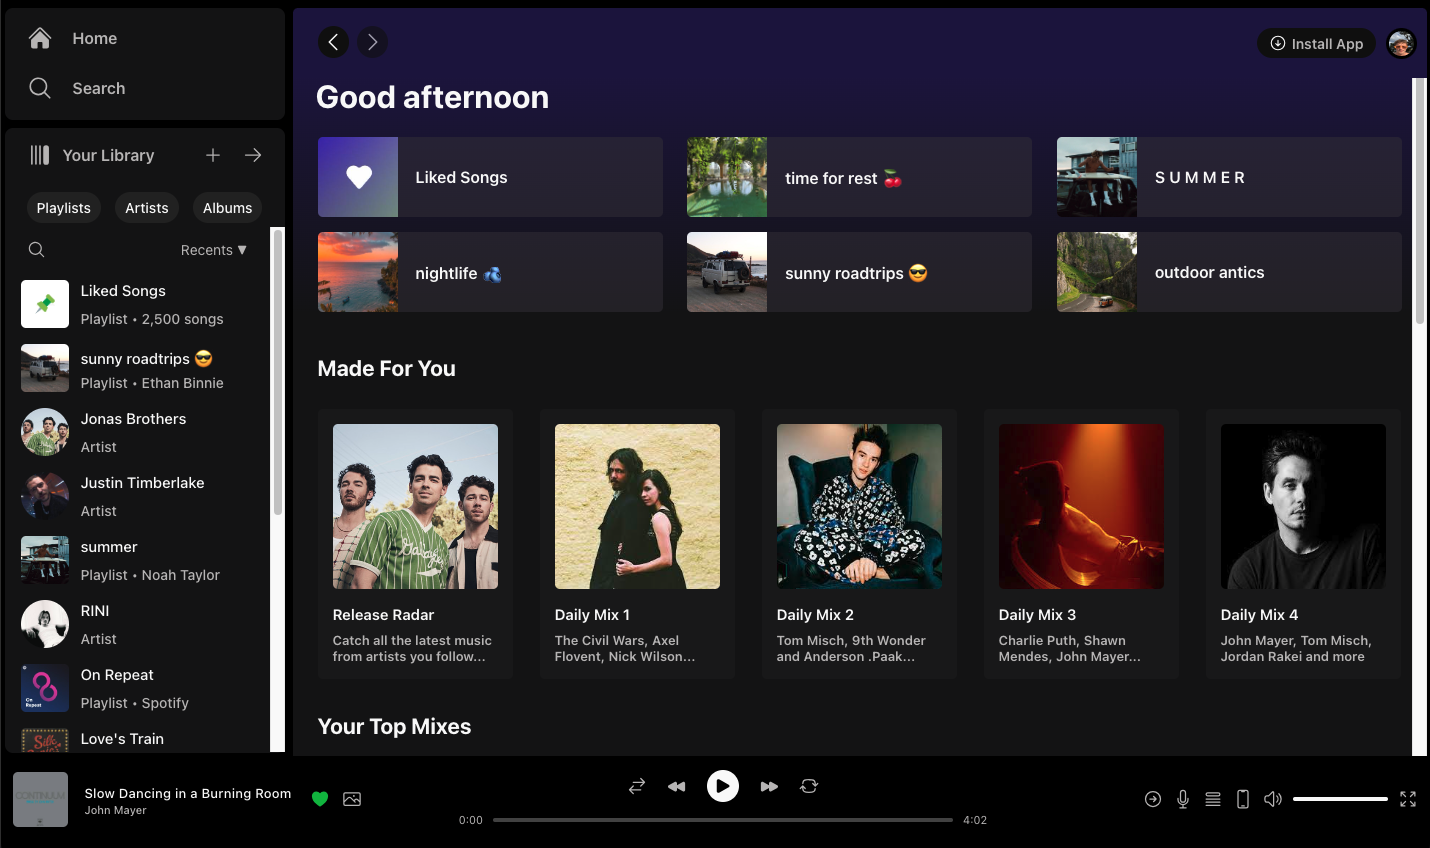 Home
Search
Your Library
Playlists
Artists
Albums
Recents ▼
Liked Songs
Playlist • 2,500 songs
sunny roadtrips 😎
Playlist • Ethan Binnie
Jonas Brothers
Artist
Justin Timberlake
Artist
summer
Playlist • Noah Taylor
RINI
Artist
On
Repeat
On Repeat
Playlist • Spotify
Love's Train
Install App
Good afternoon
Liked Songs
time for rest 🍒
S U M M E R
nightlife 🫐
sunny roadtrips 😎
outdoor antics
Made For You
Release Radar
Catch all the latest music
from artists you follow...
Daily Mix 1
The Civil Wars, Axel
Flovent, Nick Wilson...
Daily Mix 2
Tom Misch, 9th Wonder
and Anderson .Paak...
Daily Mix 3
Charlie Puth, Shawn
Mendes, John Mayer...
Daily Mix 4
John Mayer, Tom Misch,
Jordan Rakei and more
Your Top Mixes
CONTINUUM
Slow Dancing in a Burning Room
John Mayer
0:00
4:02